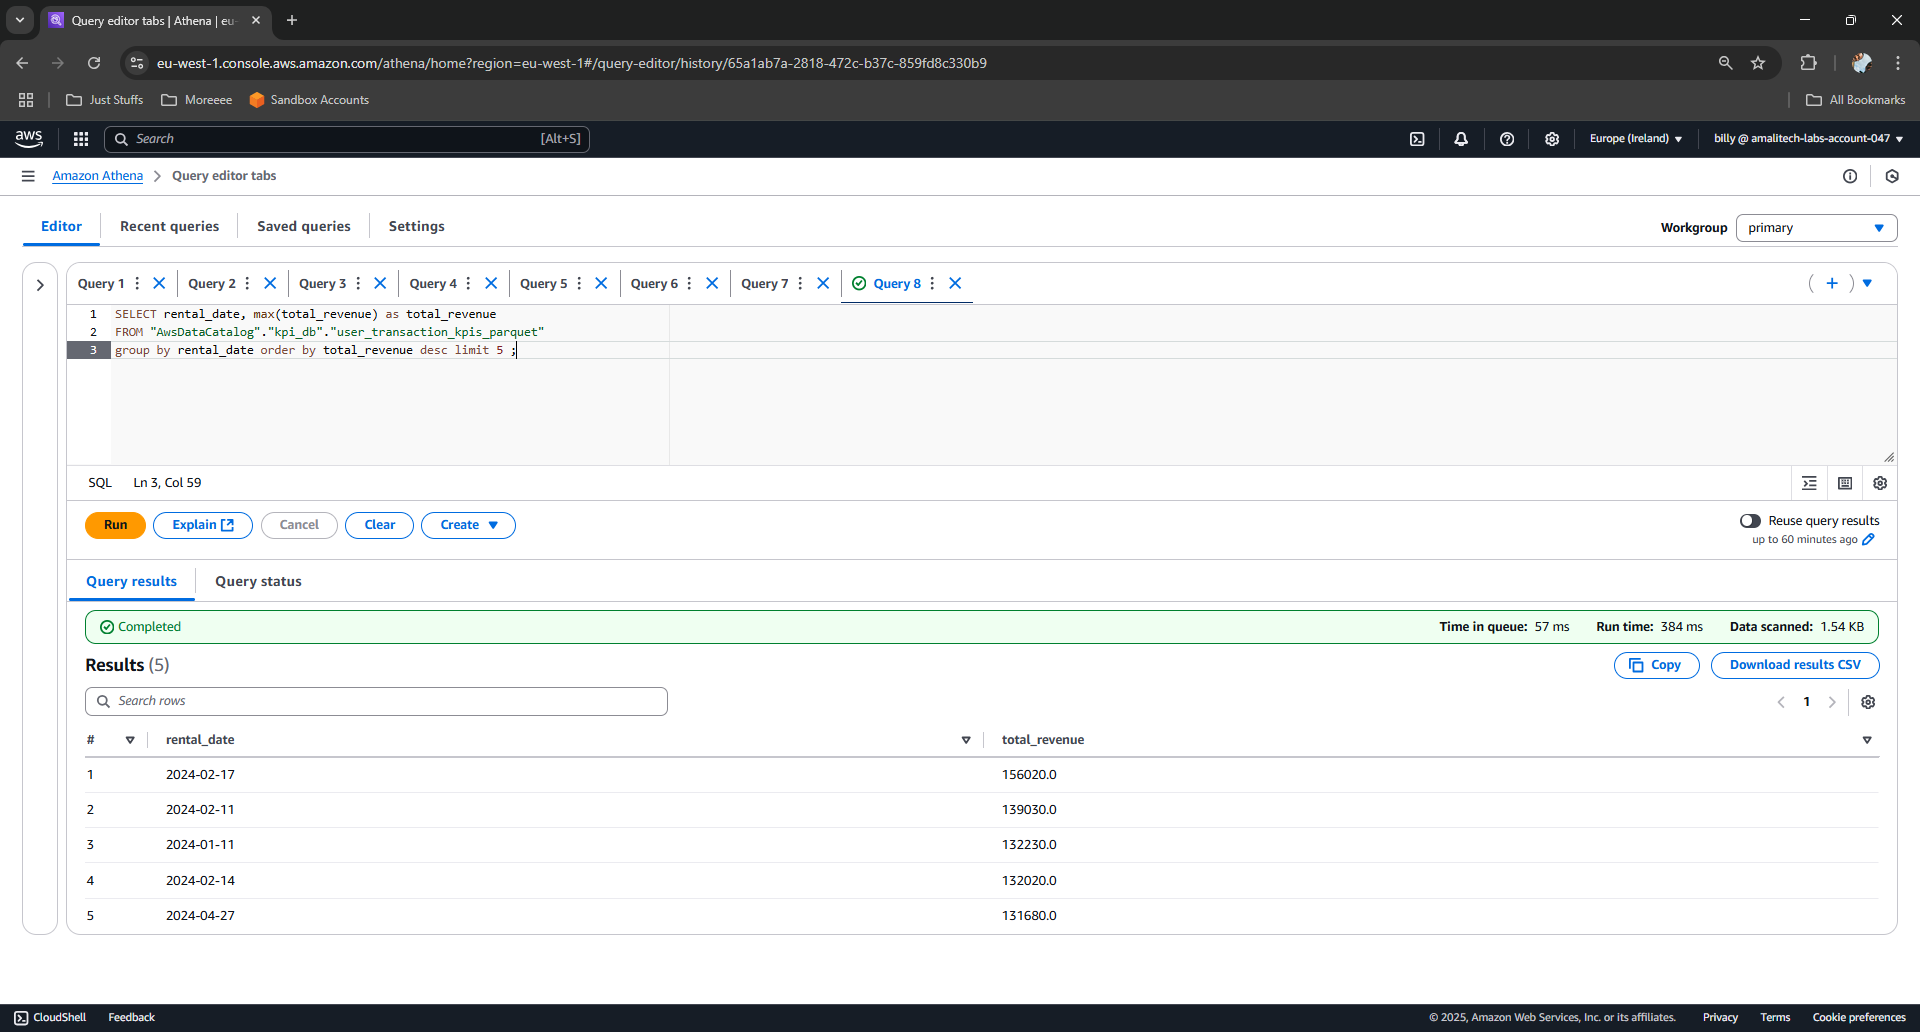 Query editor tabs | Athena | eu-
eu-west-1.console.aws.amazon.com/athena/home?region=eu-west-1#/query-editor/history/65a1ab7a-2818-472c-b37c-859fd8c330b9
Just Stuffs Moreeee Sandbox Accounts All Bookmarks
aws Search [Alt+S] Europe (Ireland) billy @ amalitech-labs-account-047
Amazon Athena Query editor tabs
Editor Recent queries Saved queries Settings Workgroup primary
Query 1 Query 2 Query 3 Query 4 Query 5 Query 6 Query 7 Query 8
1 SELECT rental_date, max(total_revenue) as total_revenue
2 FROM "AwsDataCatalog"."kpi_db"."user_transaction_kpis_parquet"
3 group by rental_date order by total_revenue desc limit 5 ;
SQL Ln 3, Col 59
Run Explain Cancel Clear Create Reuse query results
up to 60 minutes ago
Query results Query status
Completed Time in queue: 57 ms Run time: 384 ms Data scanned: 1.54 KB
Results (5) Copy Download results CSV
Search rows 1
# rental_date total_revenue
1 2024-02-17 156020.0
2 2024-02-11 139030.0
3 2024-01-11 132230.0
4 2024-02-14 132020.0
5 2024-04-27 131680.0
CloudShell Feedback © 2025, Amazon Web Services, Inc. or its affiliates. Privacy Terms Cookie preferences